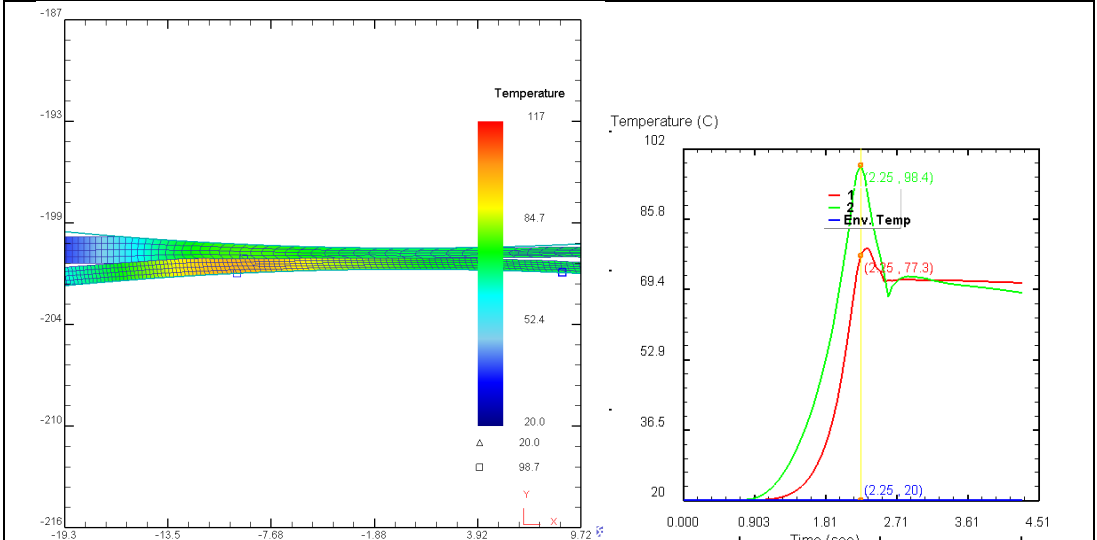 -187
-193
-199
-204
-210
-216
-19.3 -13.5 -7.68 -1.88 3.92 9.72
Temperature
117
84.7
52.4
20.0
20.0
98.7
Y
X
Temperature (C)
102
85.8
69.4
52.9
36.5
20
(2.25 , 98.4)
1
2
Env. Temp
(2.25, 77.3)
(2.25 , 20)
0.000 0.903 1.81 2.71 3.61 4.51
Time (sec)